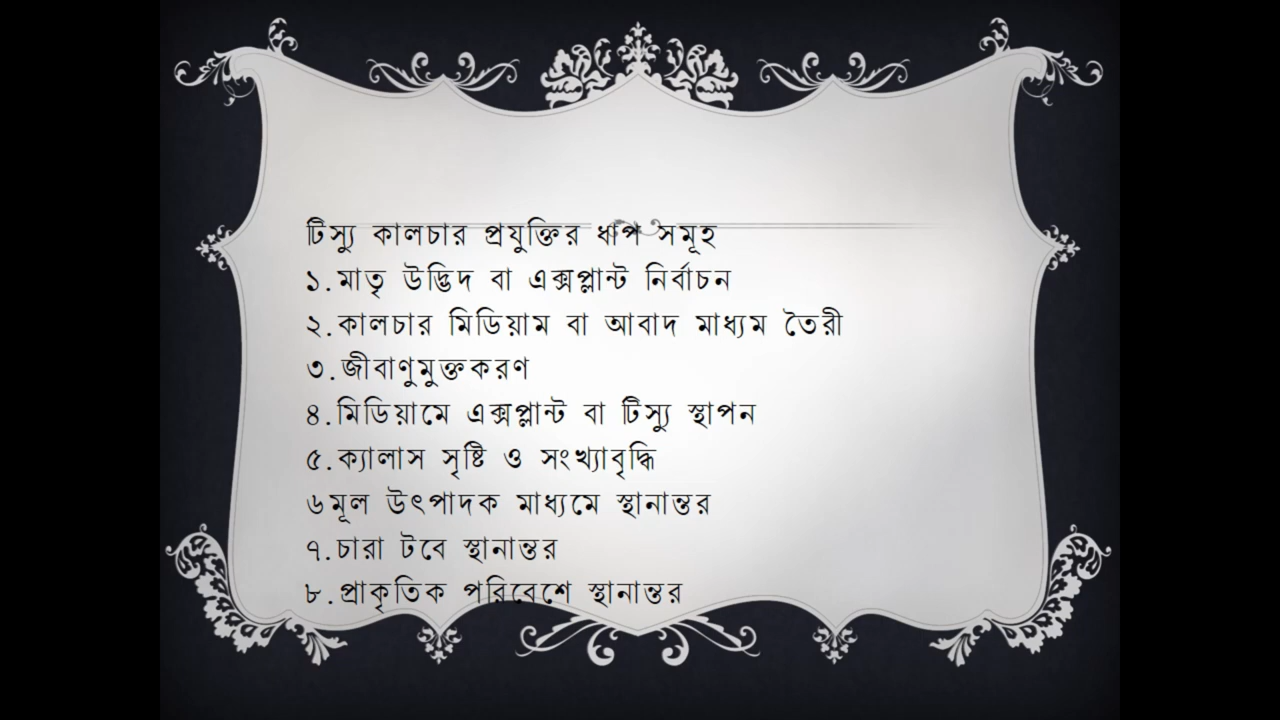 টিস্যু কালচার প্রযুক্তির ধাপ সমূহ
১.মাতৃ উদ্ভিদ বা এক্সপ্লান্ট নির্বাচন
২.কালচার মিডিয়াম বা আবাদ মাধ্যম তৈরী
৩.জীবাণুমুক্তকরণ
৪.মিডিয়ামে এক্সপ্লান্ট বা টিস্যু স্থাপন
৫.ক্যালাস সৃষ্টি ও সংখ্যাবৃদ্ধি
৬মূল উৎপাদক মাধ্যমে স্থানান্তর
৭.চারা টবে স্থানান্তর
৮.প্রাকৃতিক পরিবেশে স্থানান্তর